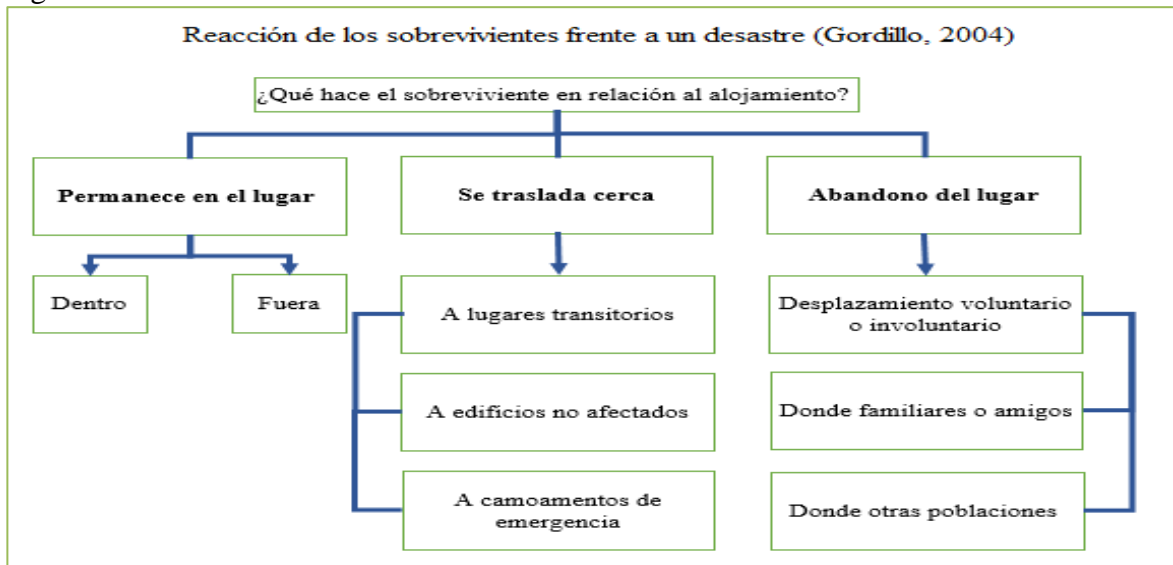 Reacción de los sobrevivientes frente a un desastre (Gordillo, 2004)
¿Qué hace el sobreviviente en relación al alojamiento?
Permanece en el lugar
Se traslada cerca
Abandono del lugar
Dentro
Fuera
A lugares transitorios
Desplazamiento voluntario
o involuntario
A edificios no afectados
Donde familiares o amigos
A camoamentos de
emergencia
Donde otras poblaciones